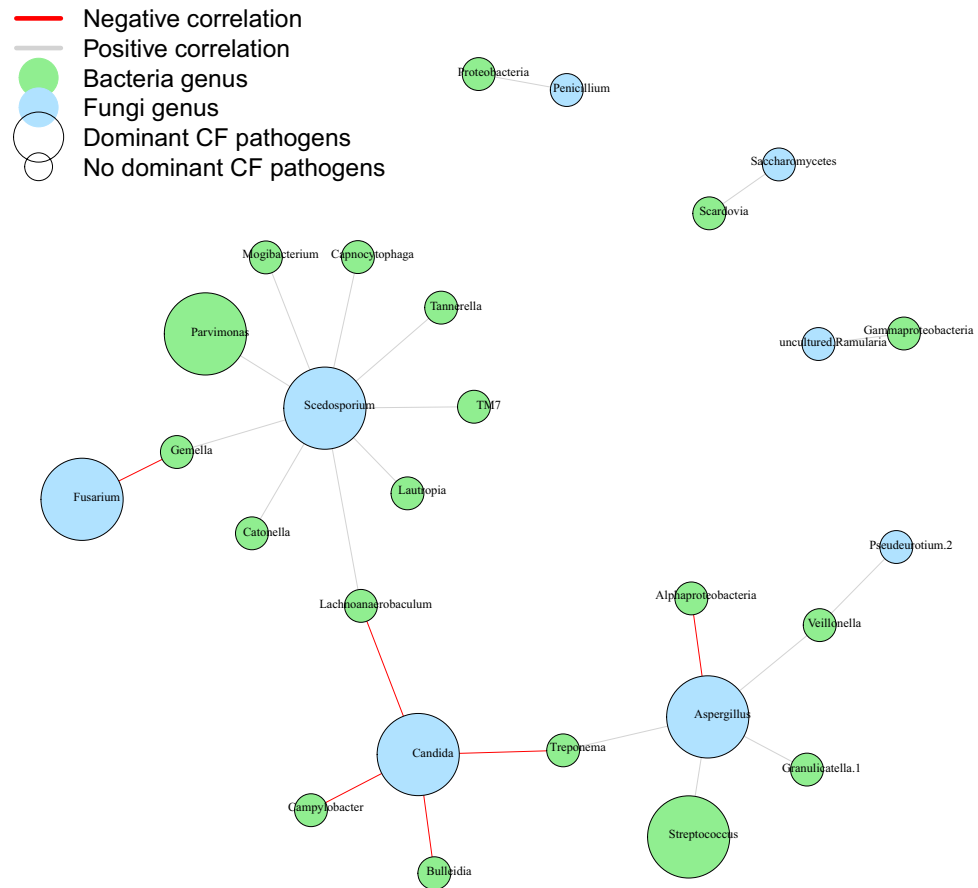 Negative correlation
Positive correlation
Bacteria genus
Fungi genus
Dominant CF pathogens
No dominant CF pathogens
Proteobacteria
Penicillium
Saccharomycetes
Scardovia
Mogibacterium
Capnocytophaga
Tannerella
Parvimonas
Gammaproteobacteria
uncultured.Ramularia
Scedosporium
TM7
Gemella
Fusarium
Lautropia
Catonella
Pseudeurotium.2
Alphaproteobacteria
Lachnoanaerobaculum
Veillonella
Aspergillus
Candida
Treponema
Granulicatella.1
Campylobacter
Streptococcus
Bulleidia